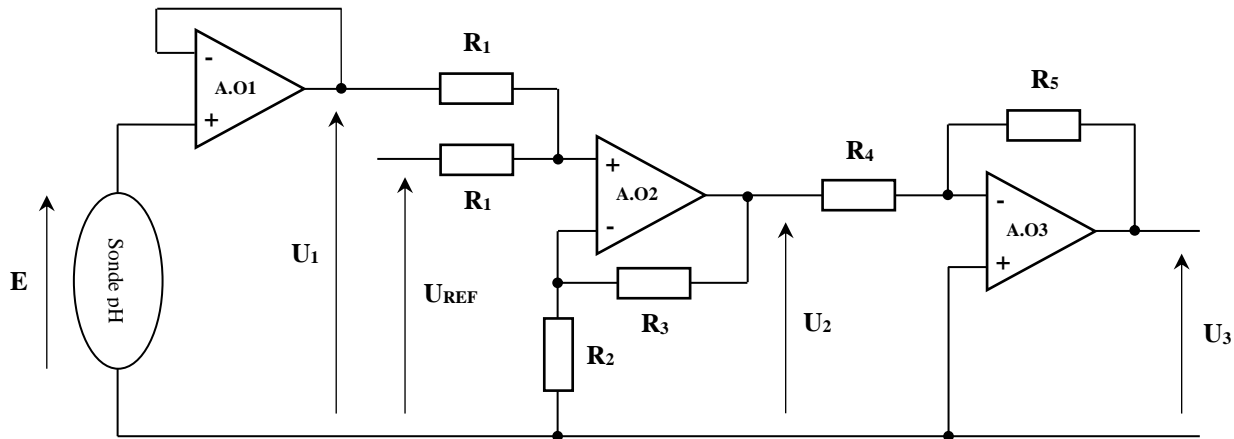 -
A.O1
+
R1
R1
+
A.O2
-
R4
R5
-
A.O3
+
E
Sonde pH
U1
UREF
R3
R2
U2
U3